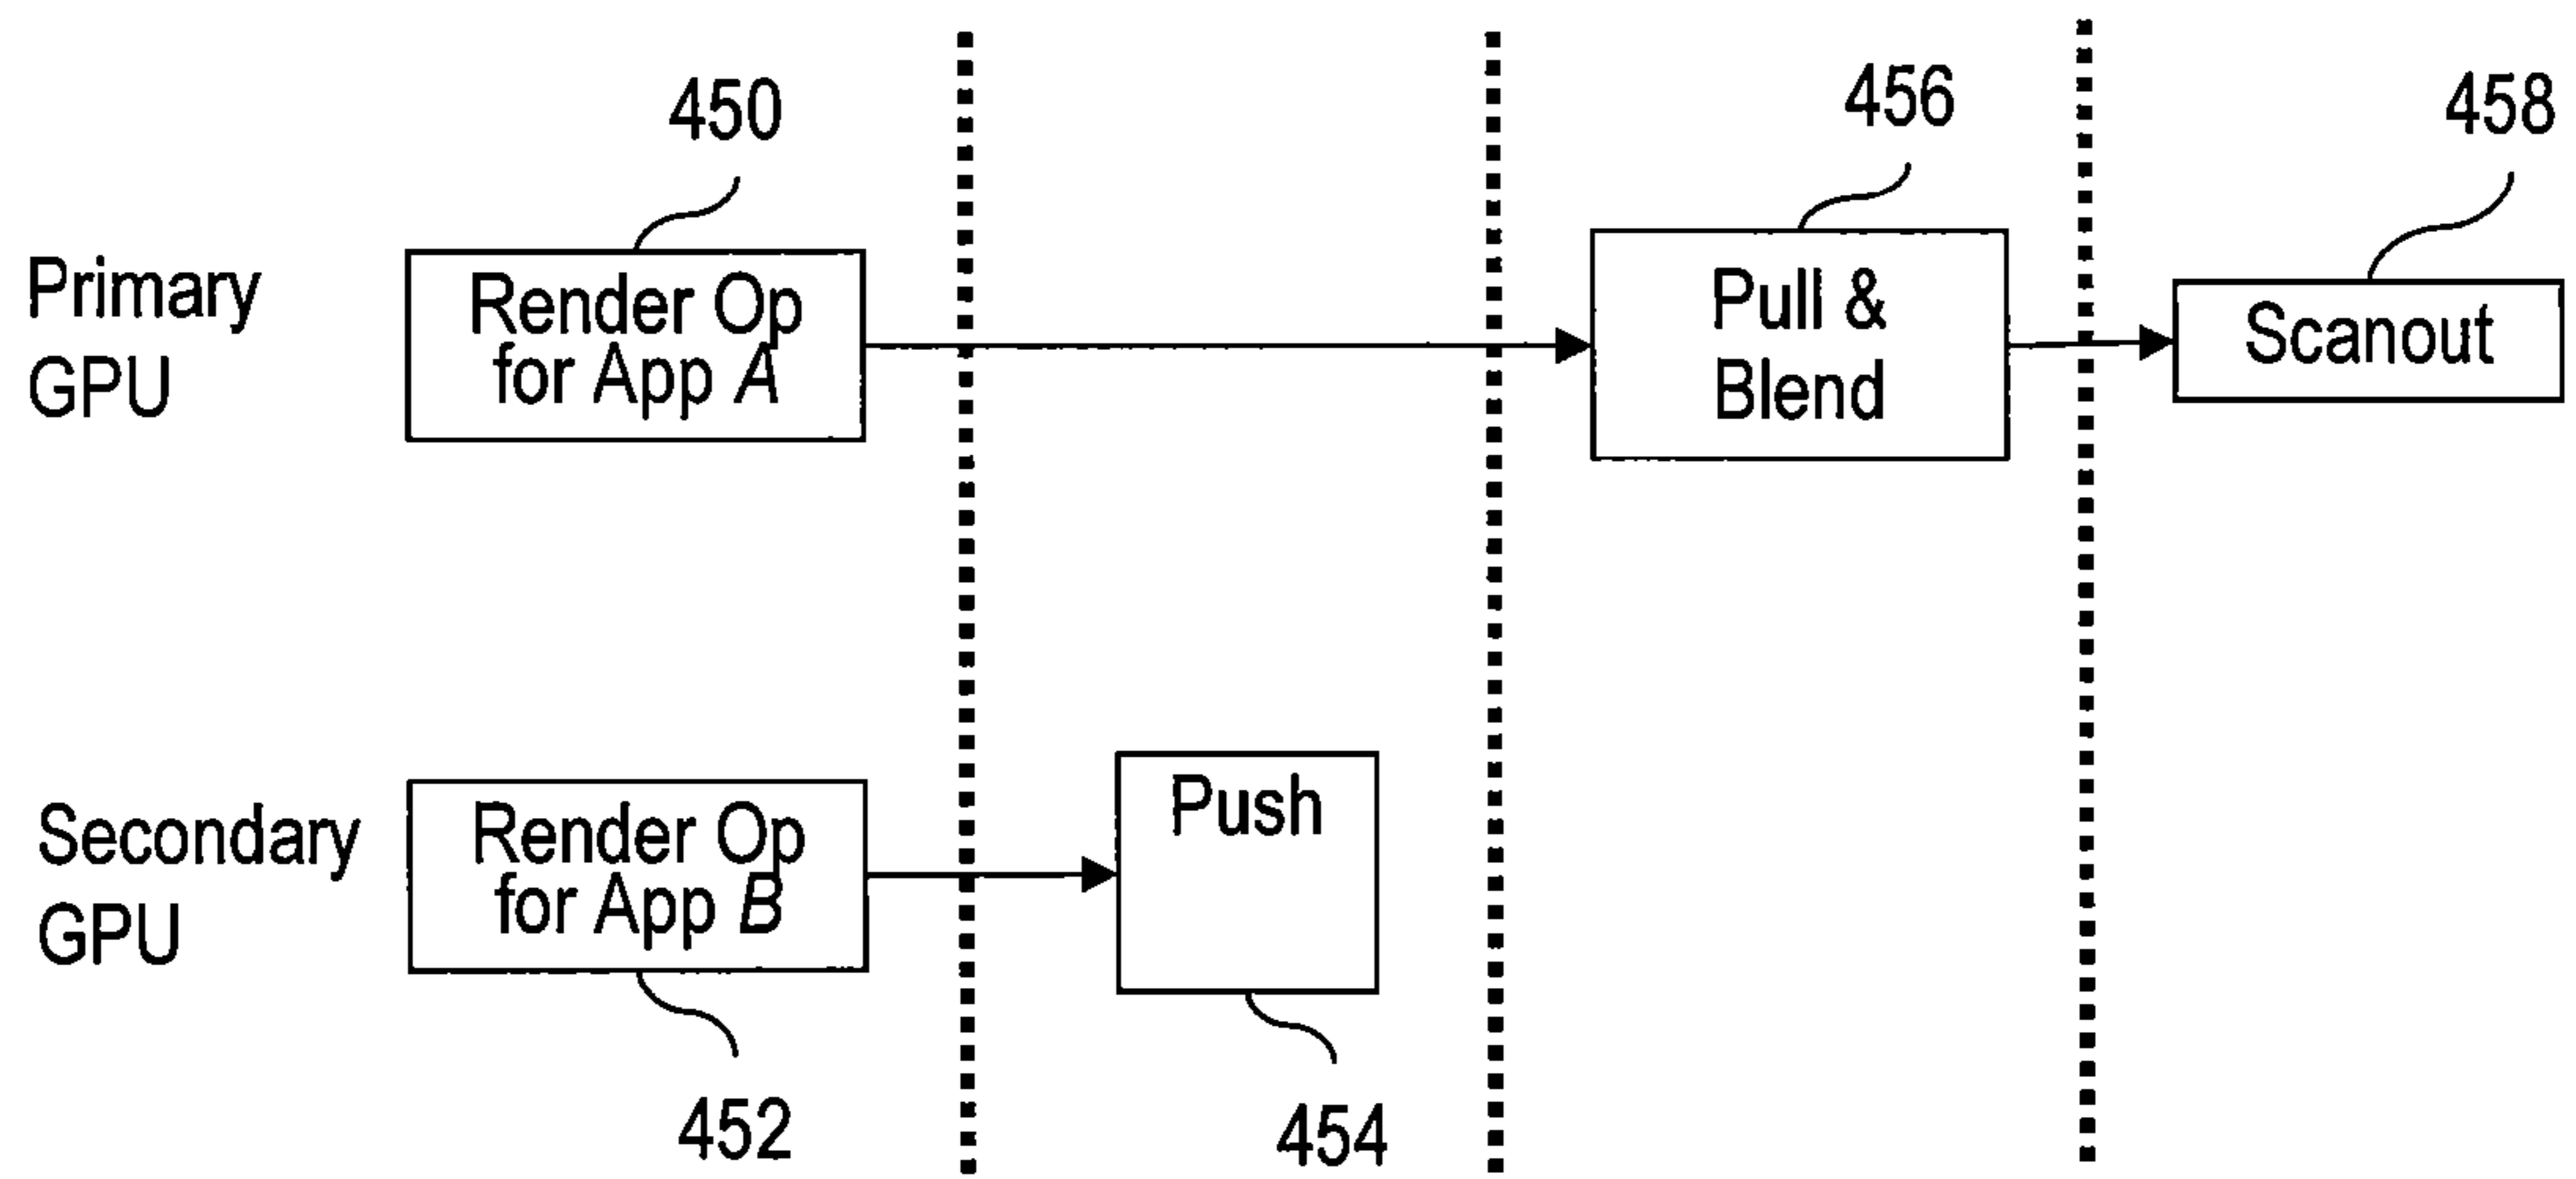 450
456
458
Primary
GPU
Render Op
for App A
Pull &
Blend
Scanout
Secondary
GPU
Render Op
for App B
Push
452
454